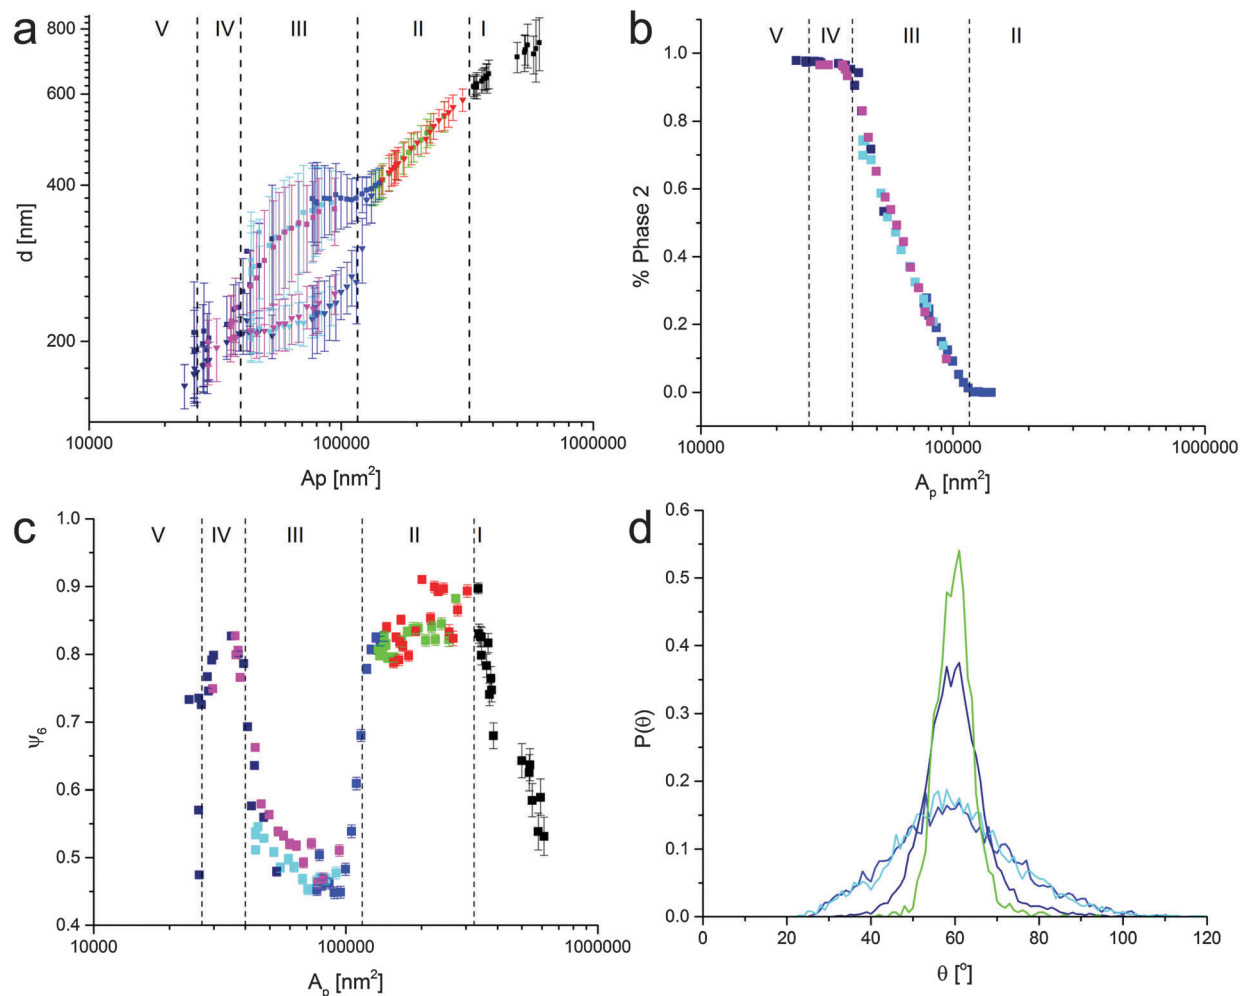 a
V IV III II I
800
600
400
200
d [nm]
10000 100000 1000000
Ap [nm²]
b
V IV III II
1.0
0.8
0.6
0.4
0.2
0.0
% Phase 2
10000 100000 1000000
Aₚ [nm²]
c
V IV III II I
1.0
0.9
0.8
0.7
0.6
0.5
0.4
ψ₆
10000 100000 1000000
Aₚ [nm²]
d
0.6
0.5
0.4
0.3
0.2
0.1
0.0
P(θ)
0 20 40 60 80 100 120
θ [°]